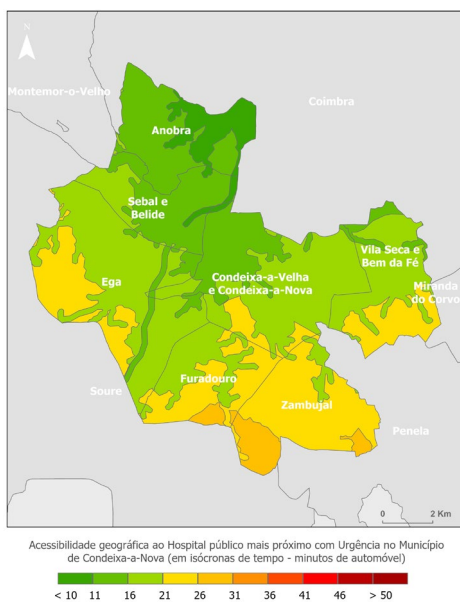 N
Montemor-o-Velho
Coimbra
Anobra
Sebal e
Belide
Vila Seca e
Bem da Fé
Condeixa-a-Velha
e Condeixa-a-Nova
Ega
Miranda
do Corvo
Soure
Furadouro
Zambujal
Penela
0 2 Km
Acessibilidade geográfica ao Hospital público mais próximo com Urgência no Município
de Condeixa-a-Nova (em isócronas de tempo - minutos de automóvel)
< 10 11 16 21 26 31 36 41 46 > 50